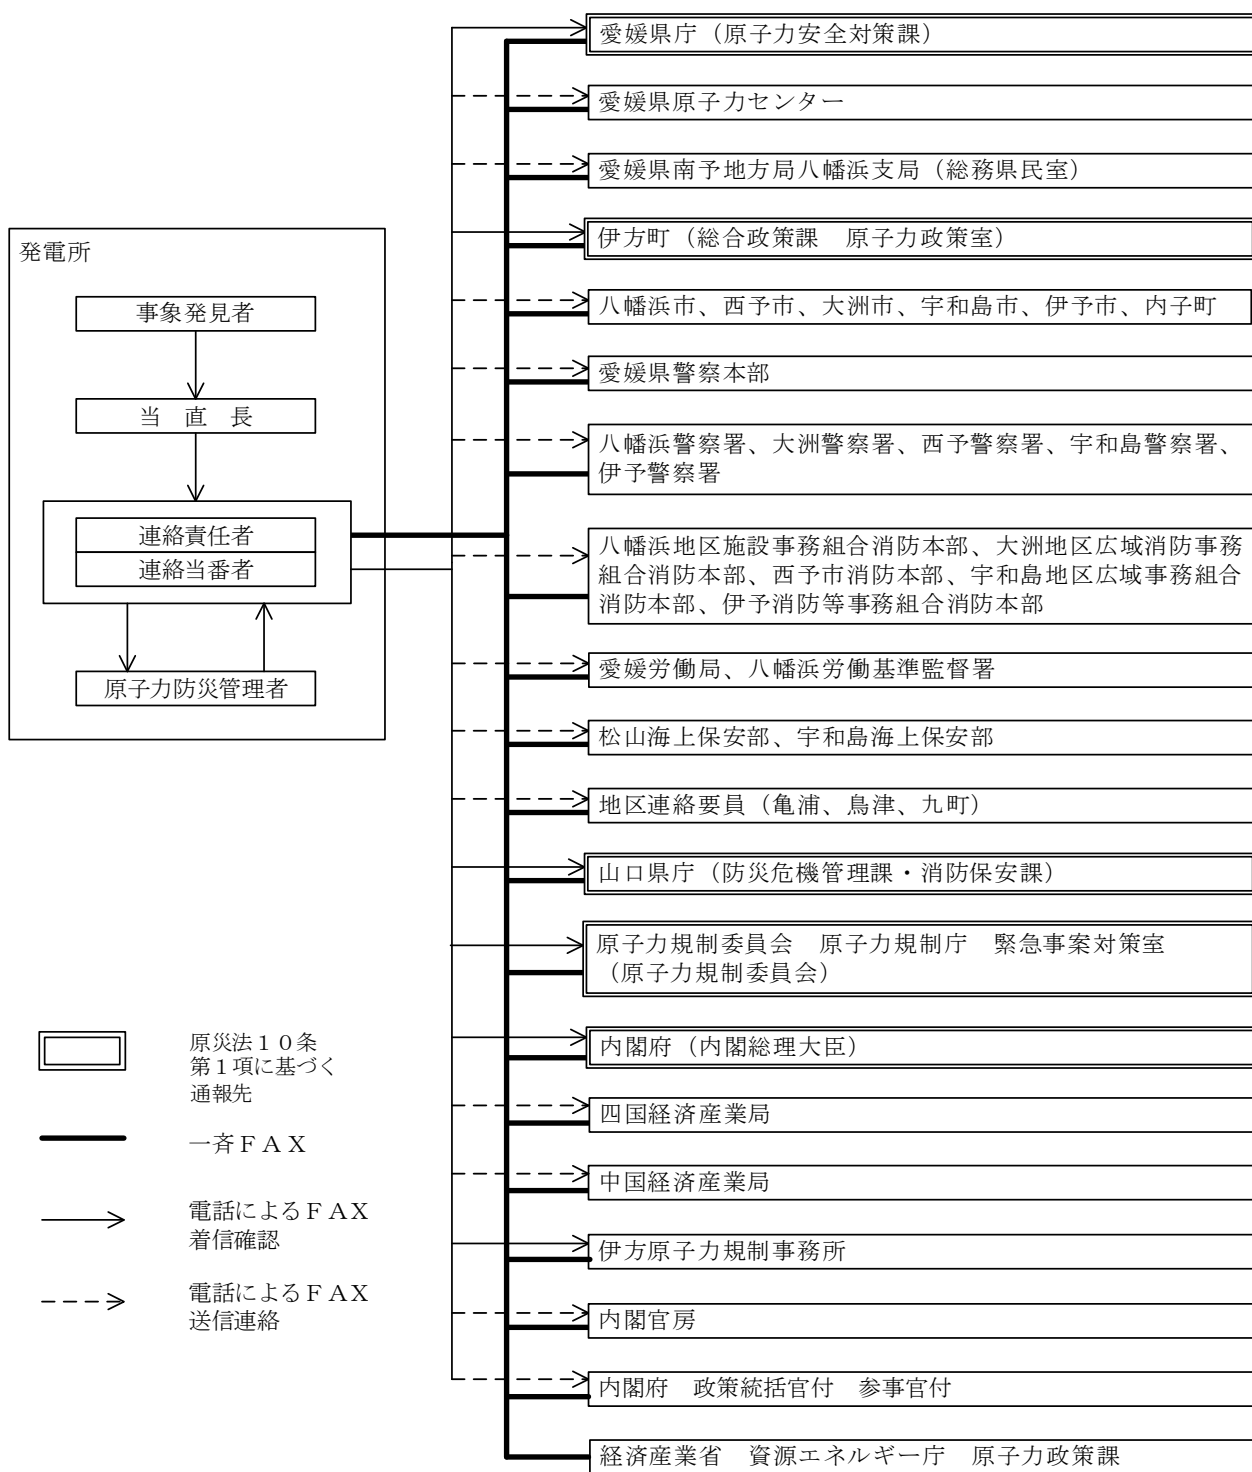 発電所
事象発見者
当　直　長
連絡責任者
連絡当番者
原子力防災管理者
愛媛県庁（原子力安全対策課）
愛媛県原子力センター
愛媛県南予地方局八幡浜支局（総務県民室）
伊方町（総合政策課　原子力政策室）
八幡浜市、西予市、大洲市、宇和島市、伊予市、内子町
愛媛県警察本部
八幡浜警察署、大洲警察署、西予警察署、宇和島警察署、
伊予警察署
八幡浜地区施設事務組合消防本部、大洲地区広域消防事務
組合消防本部、西予市消防本部、宇和島地区広域事務組合
消防本部、伊予消防等事務組合消防本部
愛媛労働局、八幡浜労働基準監督署
松山海上保安部、宇和島海上保安部
地区連絡要員（亀浦、鳥津、九町）
山口県庁（防災危機管理課・消防保安課）
原子力規制委員会　原子力規制庁　緊急事案対策室
（原子力規制委員会）
内閣府（内閣総理大臣）
四国経済産業局
中国経済産業局
伊方原子力規制事務所
内閣官房
内閣府　政策統括官付　参事官付
経済産業省　資源エネルギー庁　原子力政策課
原災法１０条
第１項に基づく
通報先
一斉ＦＡＸ
電話によるＦＡＸ
着信確認
電話によるＦＡＸ
送信連絡